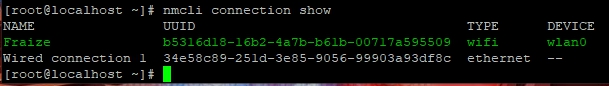 [root@localhost ~]# nmcli connection show
NAME UUID TYPE DEVICE
Fraize b5316d18-16b2-4a7b-b61b-00717a595509 wifi wlan0
Wired connection 1 34e58c89-251d-3e85-9056-99903a93df8c ethernet --
[root@localhost ~]#